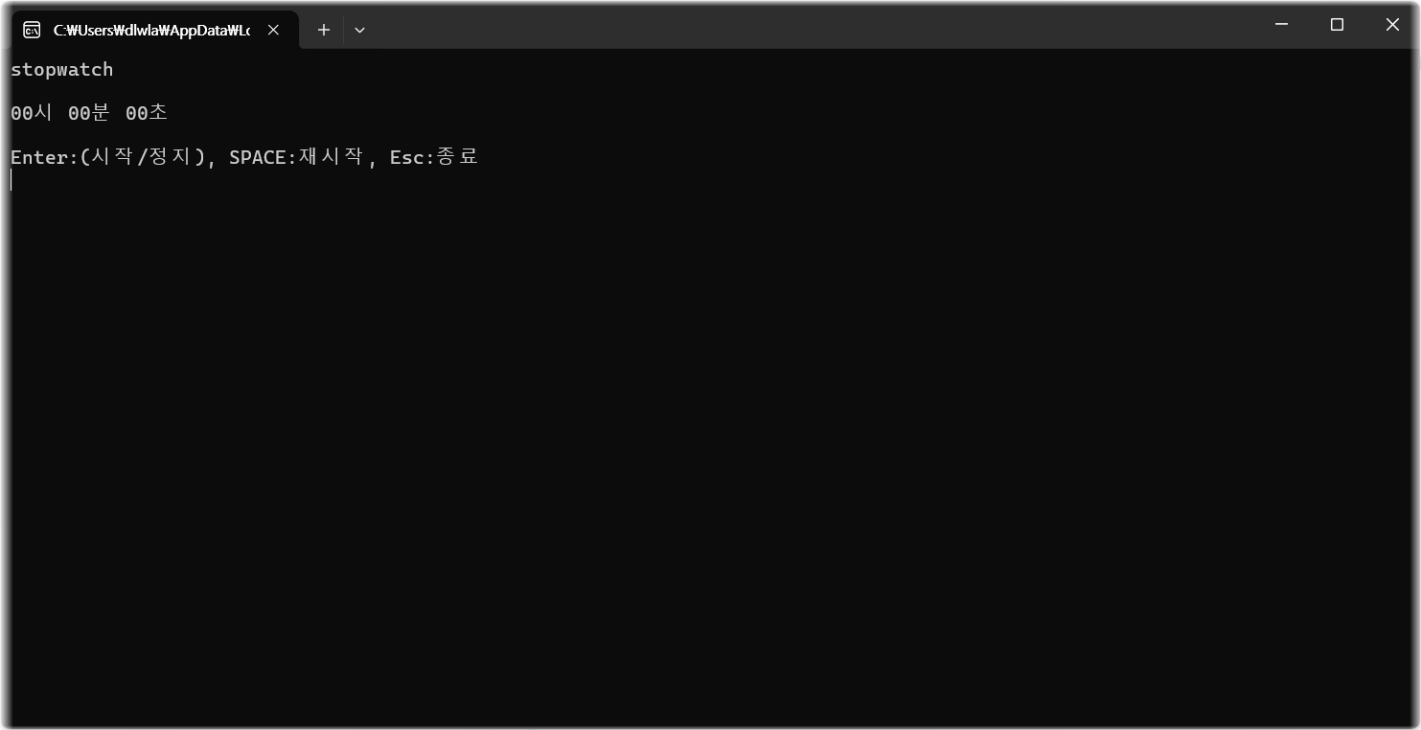 C:₩Users₩dlwla₩AppData₩Lo
stopwatch
00시 00분 00초
Enter:(시작/정지), SPACE:재시작, Esc:종료